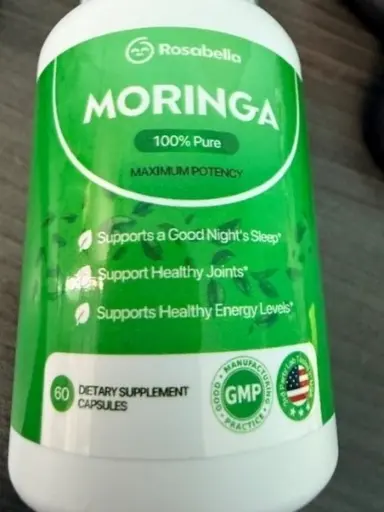 Rosabella
MORINGA
100% Pure
MAXIMUM POTENCY
Supports a Good Night's Sleep*
Support Healthy Joints*
Supports Healthy Energy Levels*
60
DIETARY SUPPLEMENT
CAPSULES
GOOD MANUFACTURING PRACTICE
GMP